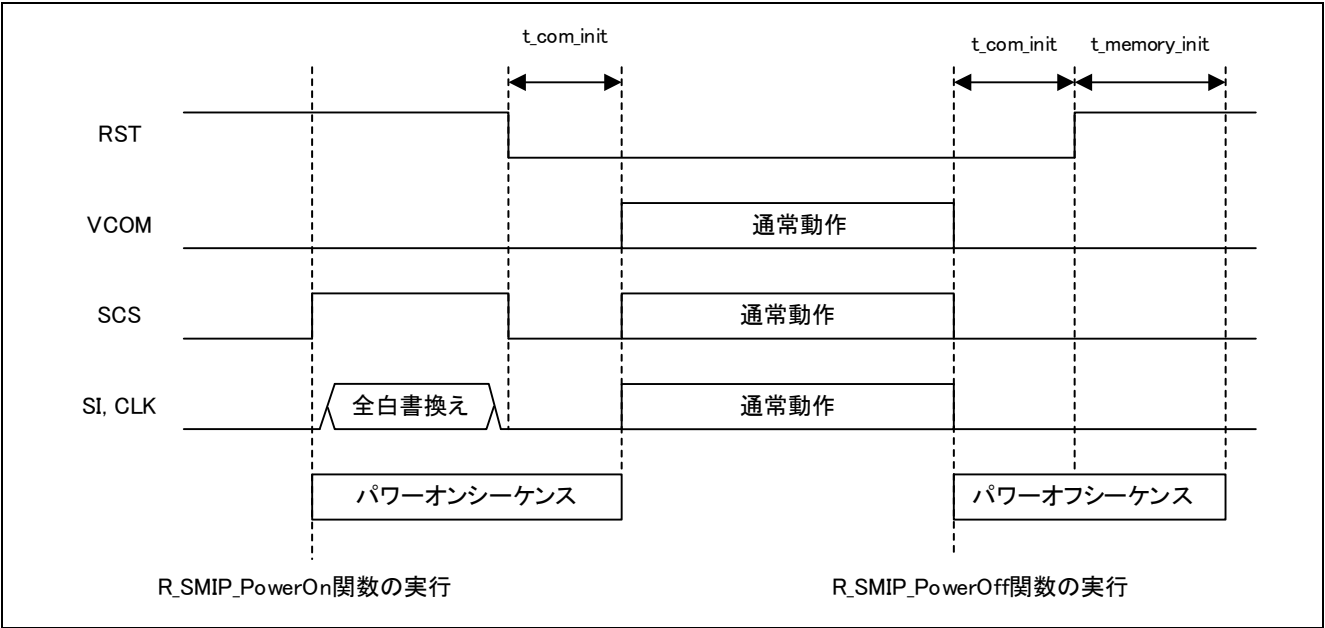 t_com_init
t_com_init
t_memory_init
RST
VCOM
通常動作
SCS
通常動作
SI, CLK
全白書換え
通常動作
パワーオンシーケンス
パワーオフシーケンス
R_SMIP_PowerOn関数の実行
R_SMIP_PowerOff関数の実行